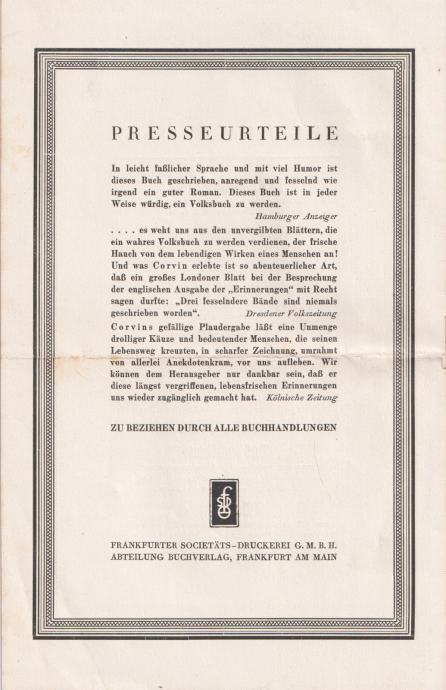 PRESSEURTEILE
In leicht faßlicher Sprache und mit viel Humor ist
dieses Buch geschrieben, anregend und fesselnd wie
irgend ein guter Roman. Dieses Buch ist in jeder
Weise würdig, ein Volksbuch zu werden.
Hamburger Anzeiger
. . . . es weht uns aus den unvergilbten Blättern, die
ein wahres Volksbuch zu werden verdienen, der frische
Hauch von dem lebendigen Wirken eines Menschen an!
Und was Corvin erlebte ist so abenteuerlicher Art,
daß ein großes Londoner Blatt bei der Besprechung
der englischen Ausgabe der „Erinnerungen“ mit Recht
sagen durfte: „Drei fesselndere Bände sind niemals
geschrieben worden“. Dresdener Volkszeitung
Corvins gefällige Plaudergabe läßt eine Unmenge
drolliger Käuze und bedeutender Menschen, die seinen
Lebensweg kreuzten, in scharfer Zeichnung, umrahmt
von allerlei Anekdotenkram, vor uns aufleben. Wir
können dem Herausgeber nur dankbar sein, daß er
diese längst vergriffenen, lebensfrischen Erinnerungen
uns wieder zugänglich gemacht hat. Kölnische Zeitung
ZU BEZIEHEN DURCH ALLE BUCHHANDLUNGEN
FRANKFURTER SOCIETÄTS-DRUCKEREI G. M. B. H.
ABTEILUNG BUCHVERLAG, FRANKFURT AM MAIN